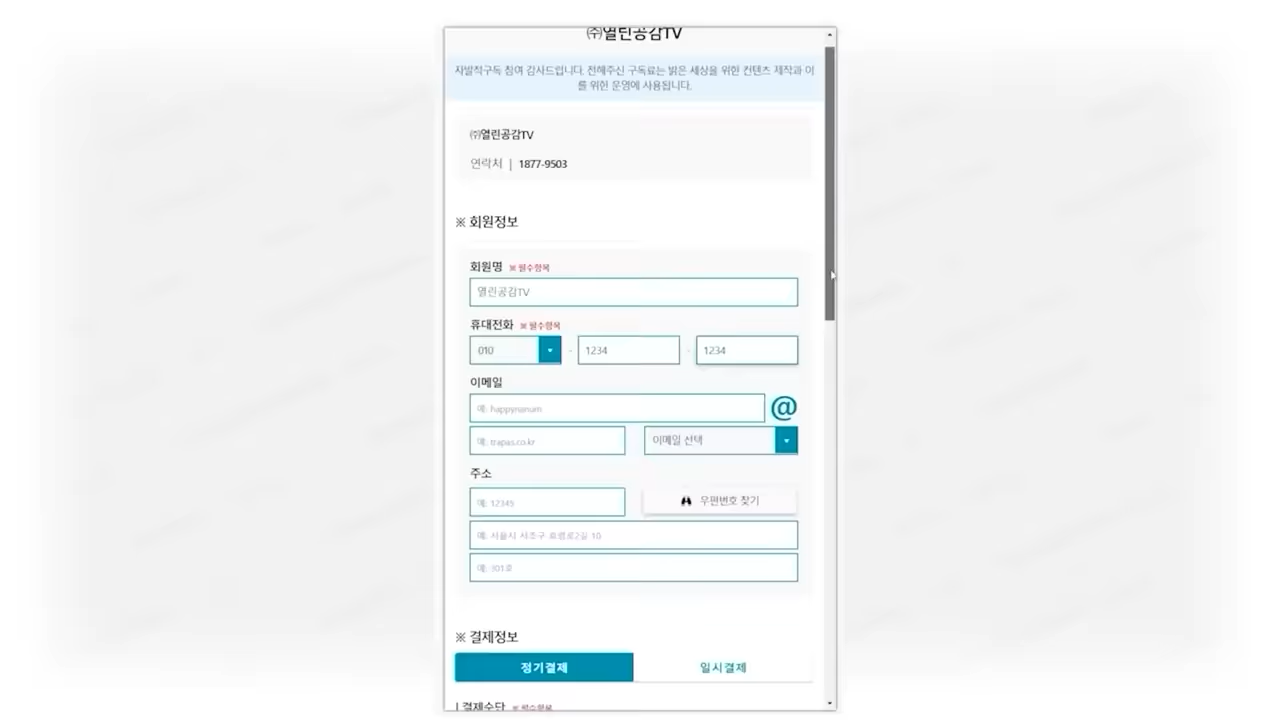 ㈜열린공감TV
자발적구독 참여 감사드립니다. 전해주신 구독료는 밝은 세상을 위한 컨텐츠 제작과 이
를 위한 운영에 사용됩니다.
㈜열린공감TV
연락처 | 1877-9503
※ 회원정보
회원명 ※ 필수항목
열린공감TV
휴대전화 ※ 필수항목
010 - 1234 - 1234
이메일
예: happynanum @
예: trapas.co.kr 이메일 선택
주소
예: 12345 우편번호 찾기
예: 서울시 서초구 효령로2길 10
예: 301호
※ 결제정보
정기결제 일시결제
| 결제수단 ※ 필수항목